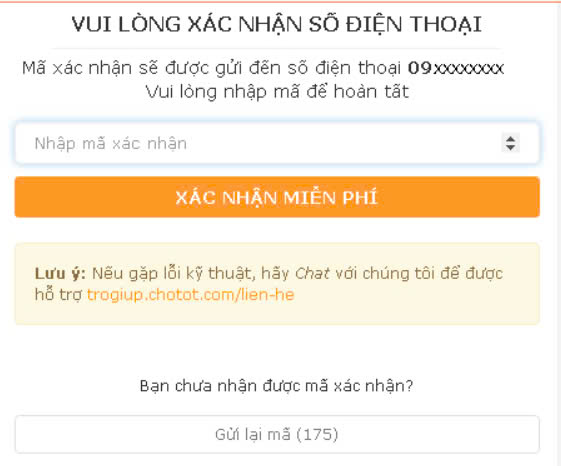 VUI LÒNG XÁC NHẬN SỐ ĐIỆN THOẠI
Mã xác nhận sẽ được gửi đến số điện thoại 09xxxxxxxx
Vui lòng nhập mã để hoàn tất
Nhập mã xác nhận
XÁC NHẬN MIỄN PHÍ
Lưu ý: Nếu gặp lỗi kỹ thuật, hãy Chat với chúng tôi để được
hỗ trợ trogiup.chotot.com/lien-he
Bạn chưa nhận được mã xác nhận?
Gửi lại mã (175)